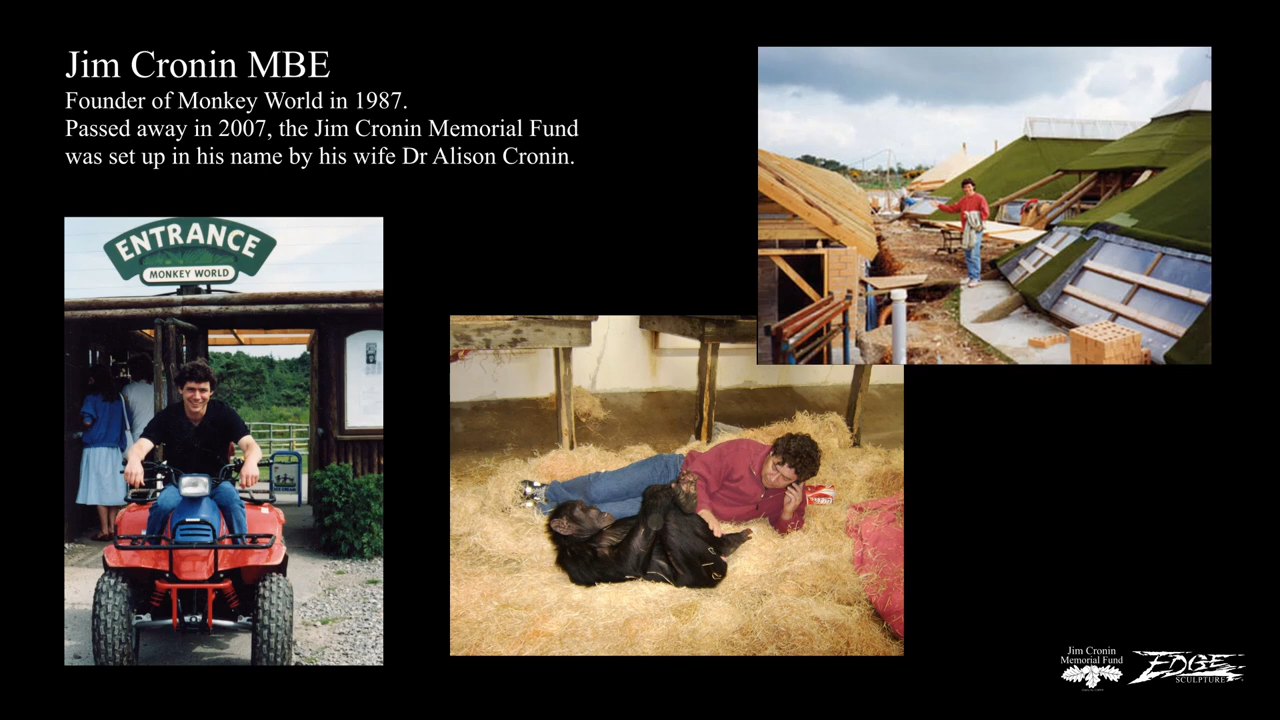 Jim Cronin MBE
Founder of Monkey World in 1987.
Passed away in 2007, the Jim Cronin Memorial Fund
was set up in his name by his wife Dr Alison Cronin.
ENTRANCE
MONKEY WORLD
Jim Cronin
Memorial Fund
EDGE
SCULPTURE